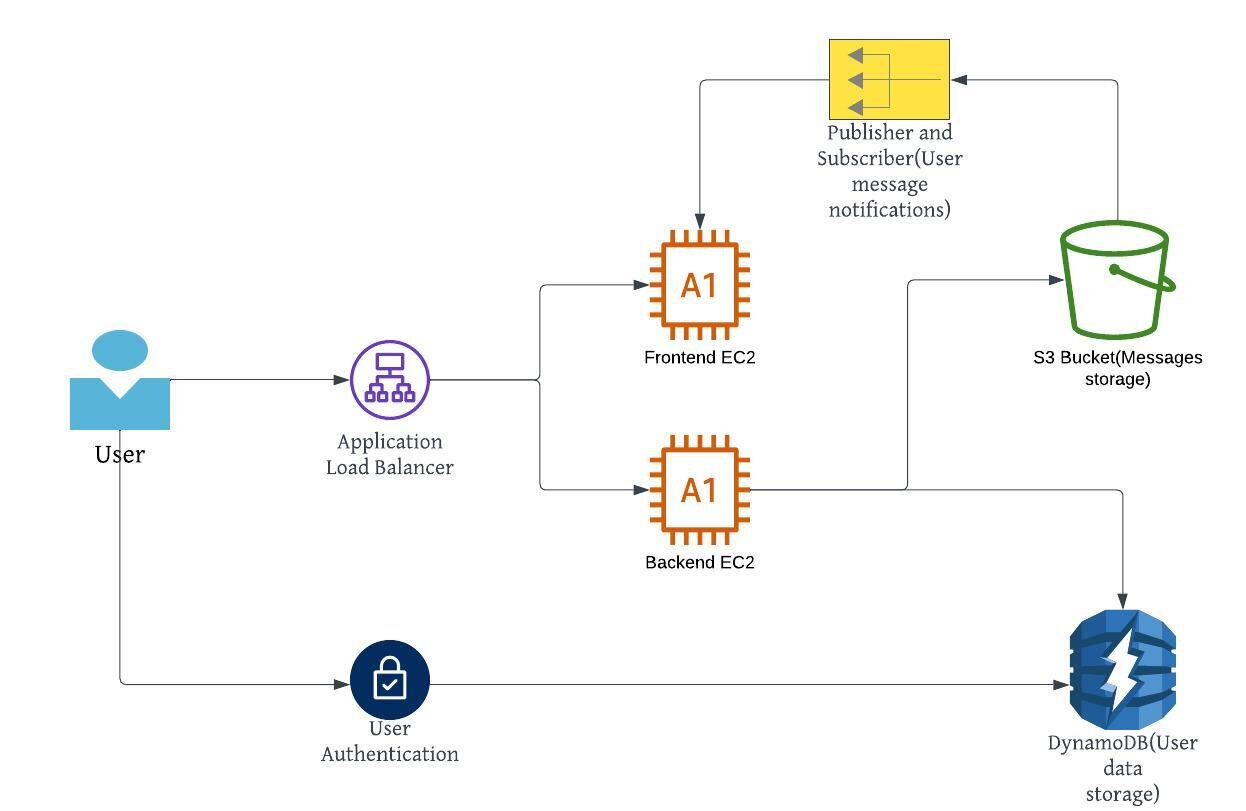 Publisher and
Subscriber(User
message
notifications)
A1
Frontend EC2
S3 Bucket(Messages
storage)
User
Application
Load Balancer
A1
Backend EC2
User
Authentication
DynamoDB(User
data
storage)